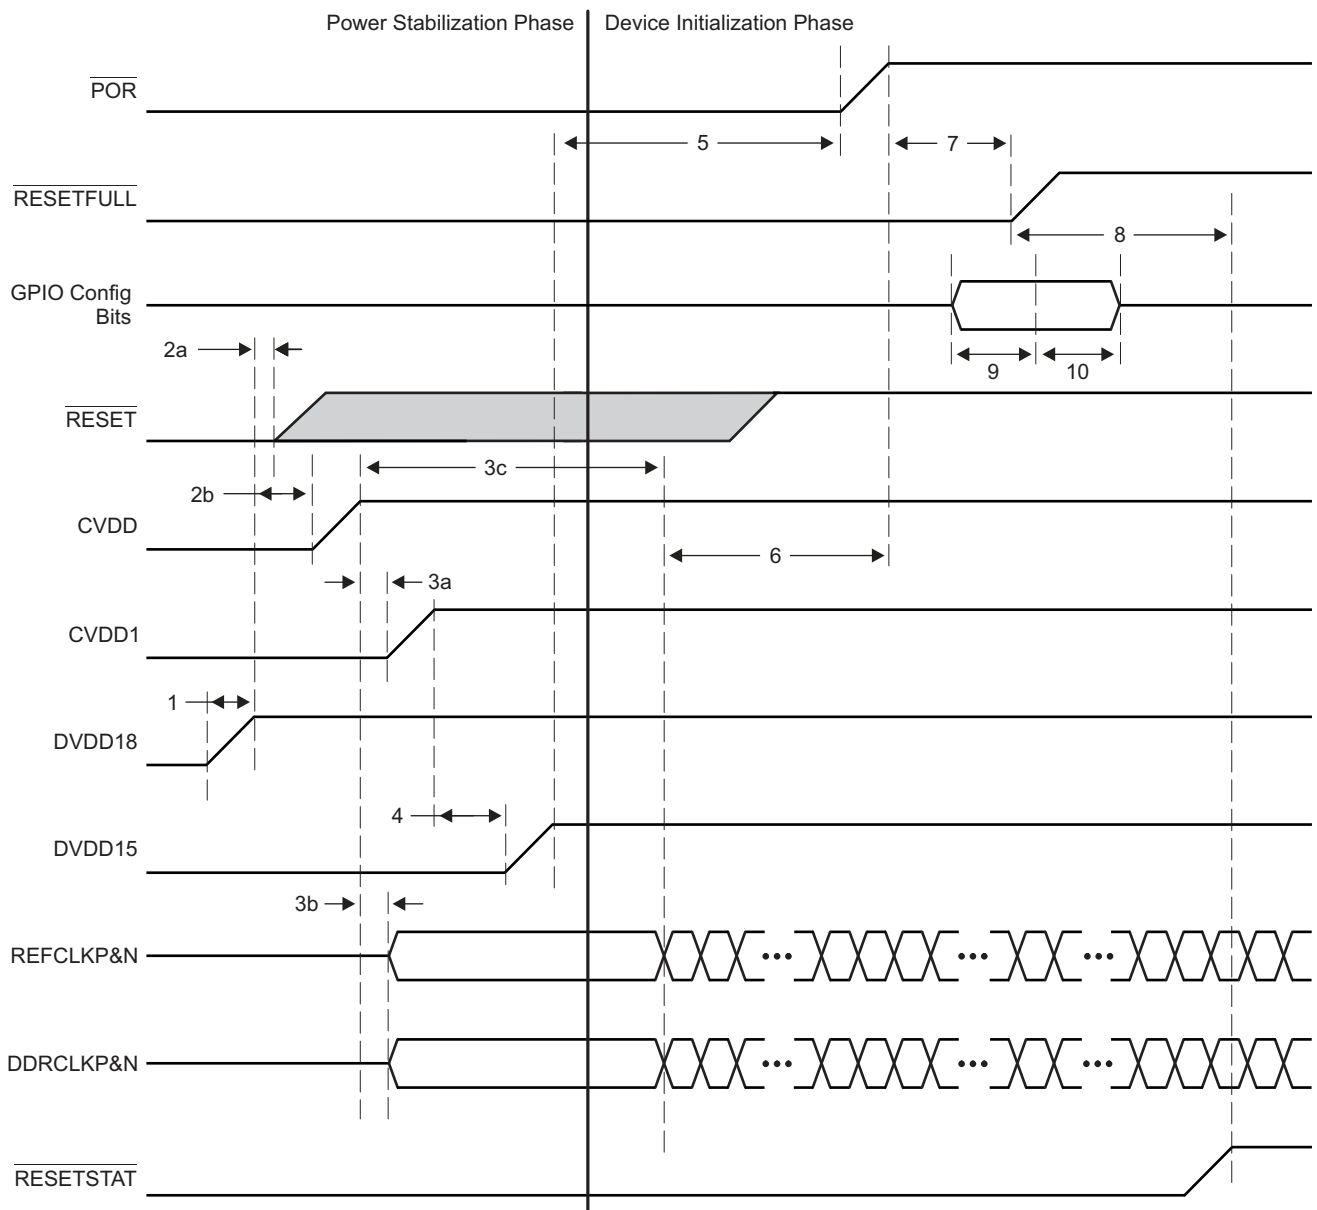 Power Stabilization Phase
Device Initialization Phase
POR
5
7
RESETFULL
8
GPIO Config
Bits
2a
9
10
RESET
3c
2b
CVDD
6
3a
CVDD1
1
DVDD18
4
DVDD15
3b
REFCLKP&N
DDRCLKP&N
RESETSTAT